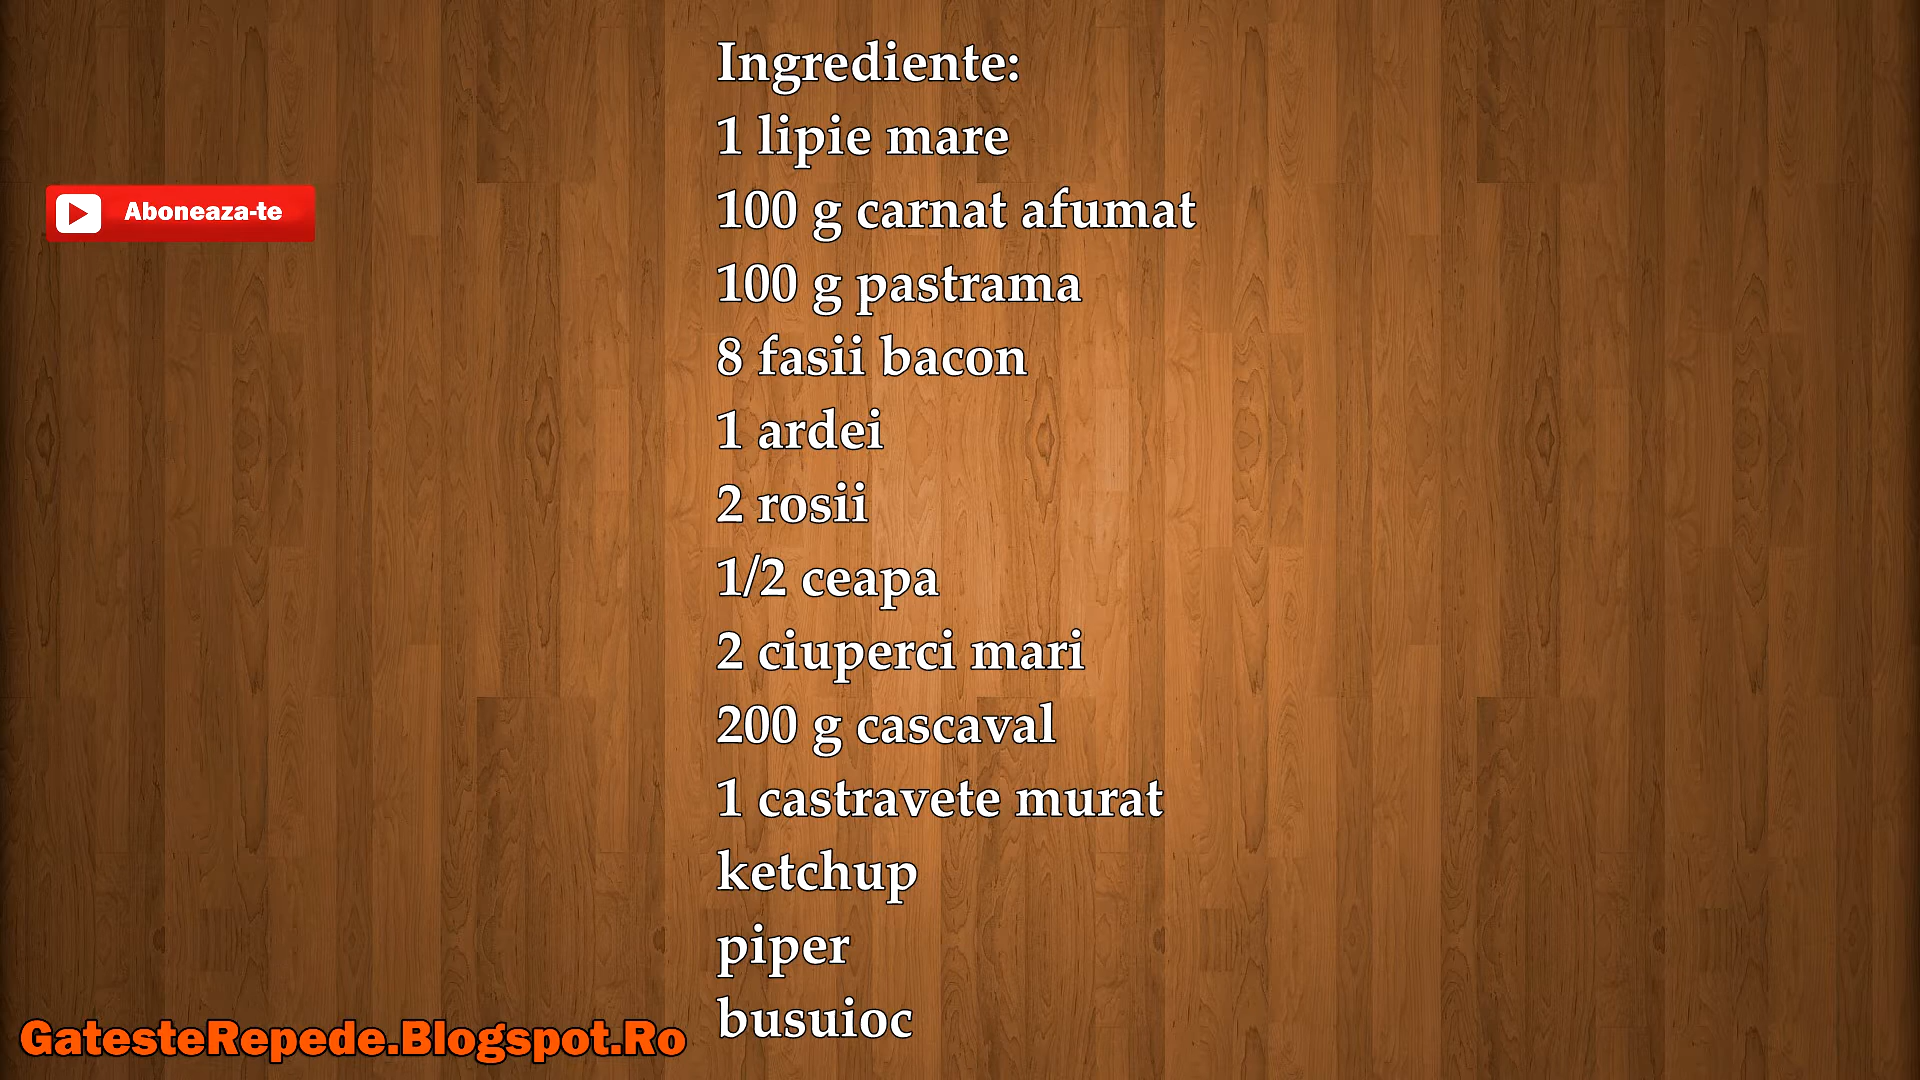 Ingrediente:
1 lipie mare
100 g carnat afumat
Aboneaza-te
100 g pastrama
8 fasii bacon
1 ardei
2 rosii
1/2 ceapa
2 ciuperci mari
200 g cascaval
1 castravete murat
ketchup
piper
busuioc
GatesteRepede.Blogspot.Ro